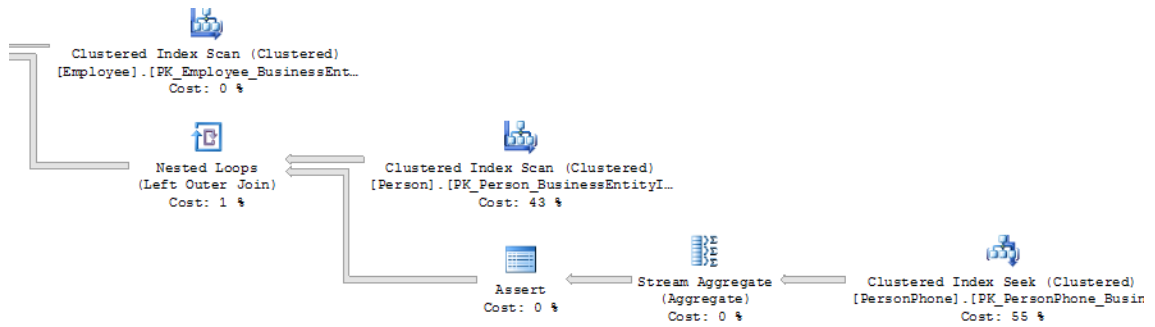 Clustered Index Scan (Clustered)
[Employee].[PK_Employee_BusinessEnt…
Cost: 0 %
Nested Loops
(Left Outer Join)
Cost: 1 %
Clustered Index Scan (Clustered)
[Person].[PK_Person_BusinessEntityI…
Cost: 43 %
Assert
Cost: 0 %
Stream Aggregate
(Aggregate)
Cost: 0 %
Clustered Index Seek (Clustered)
[PersonPhone].[PK_PersonPhone_Busin
Cost: 55 %